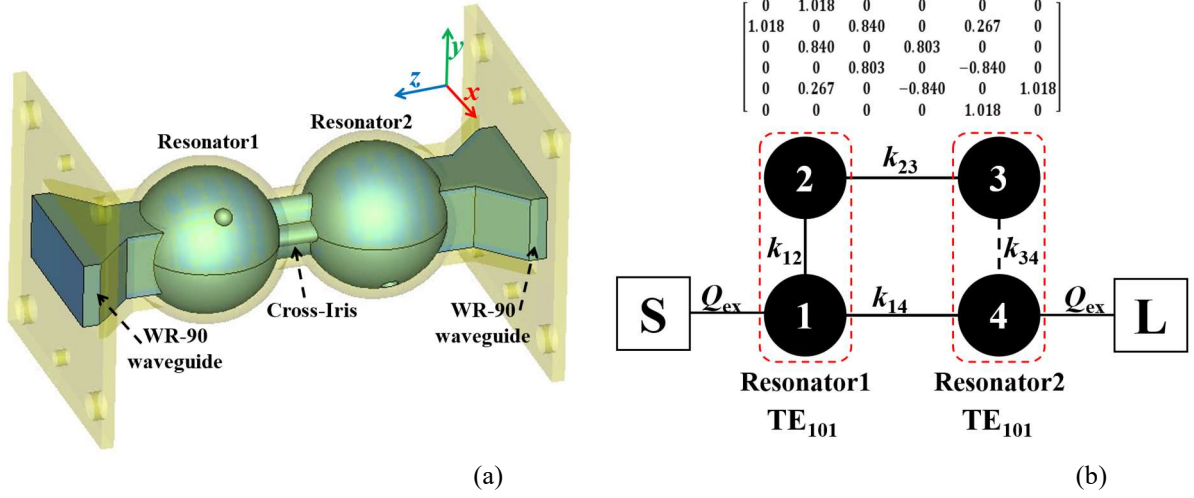 y
z
x
Resonator1
Resonator2
Cross-Iris
WR-90
waveguide
WR-90
waveguide
(a)
0 1.018 0 0 0 0
1.018 0 0.840 0 0.267 0
0 0.840 0 0.803 0 0
0 0 0.803 0 −0.840 0
0 0.267 0 −0.840 0 1.018
0 0 0 0 1.018 0
2 k23 3
k12 k34
S Qex 1 k14 4 Qex L
Resonator1 Resonator2
TE101 TE101
(b)